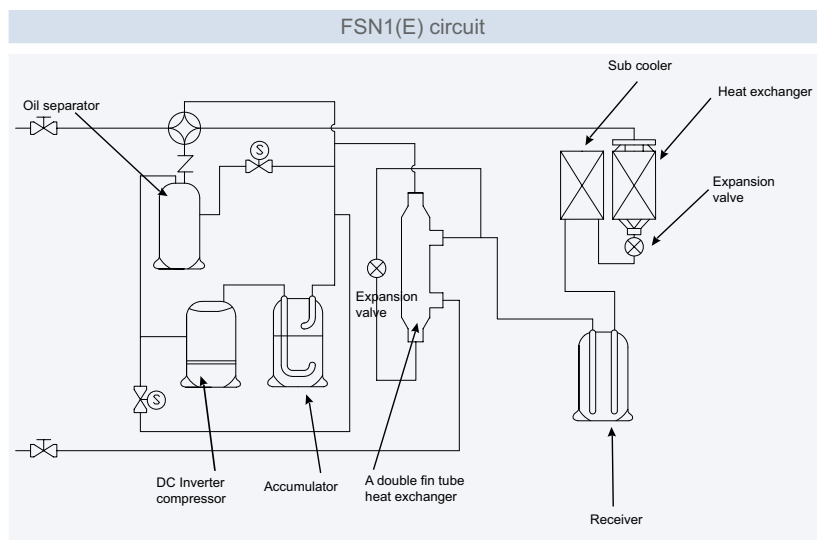 FSN1(E) circuit
Sub cooler
Heat exchanger
Oil separator
S
Expansion
valve
Expansion
valve
S
DC Inverter
compressor
Accumulator
A double fin tube
heat exchanger
Receiver